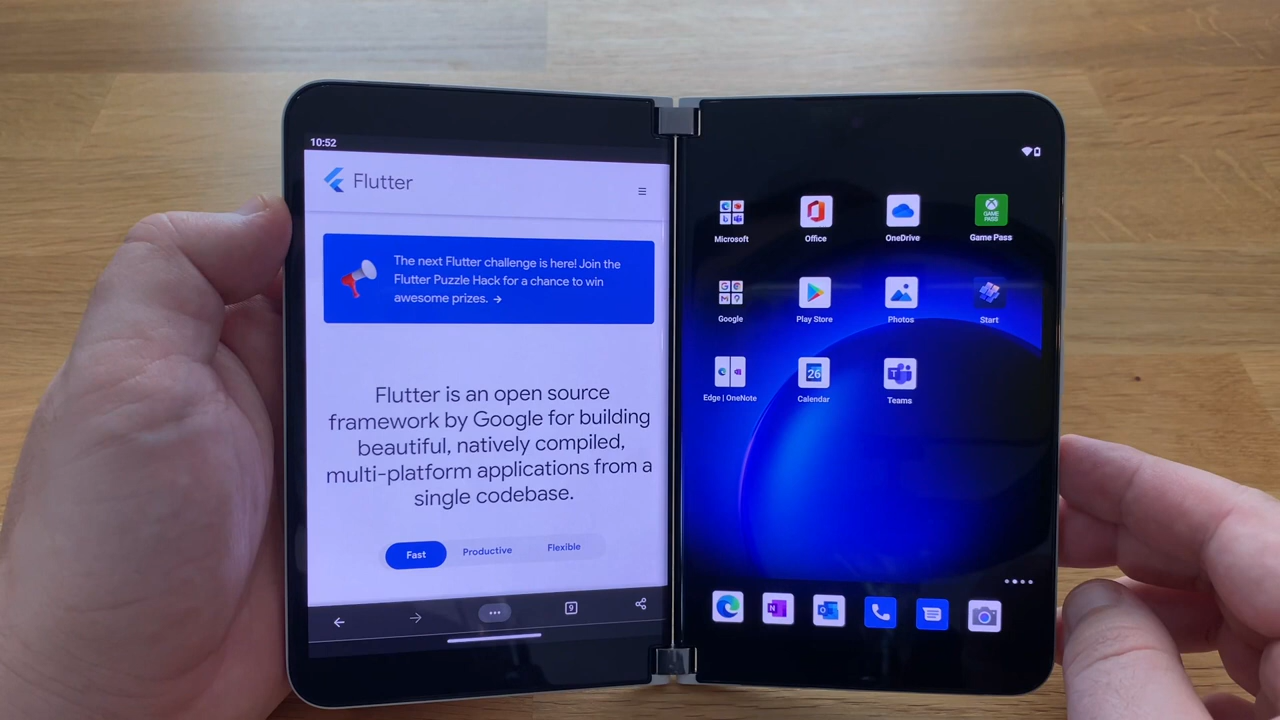 10:52
Flutter
The next Flutter challenge is here! Join the
Flutter Puzzle Hack for a chance to win
awesome prizes. →
Flutter is an open source
framework by Google for building
beautiful, natively compiled,
multi-platform applications from a
single codebase.
Fast Productive Flexible
9
GAME
PASS
Microsoft Office OneDrive Game Pass
Google Play Store Photos Start
26
Edge | OneNote Calendar Teams